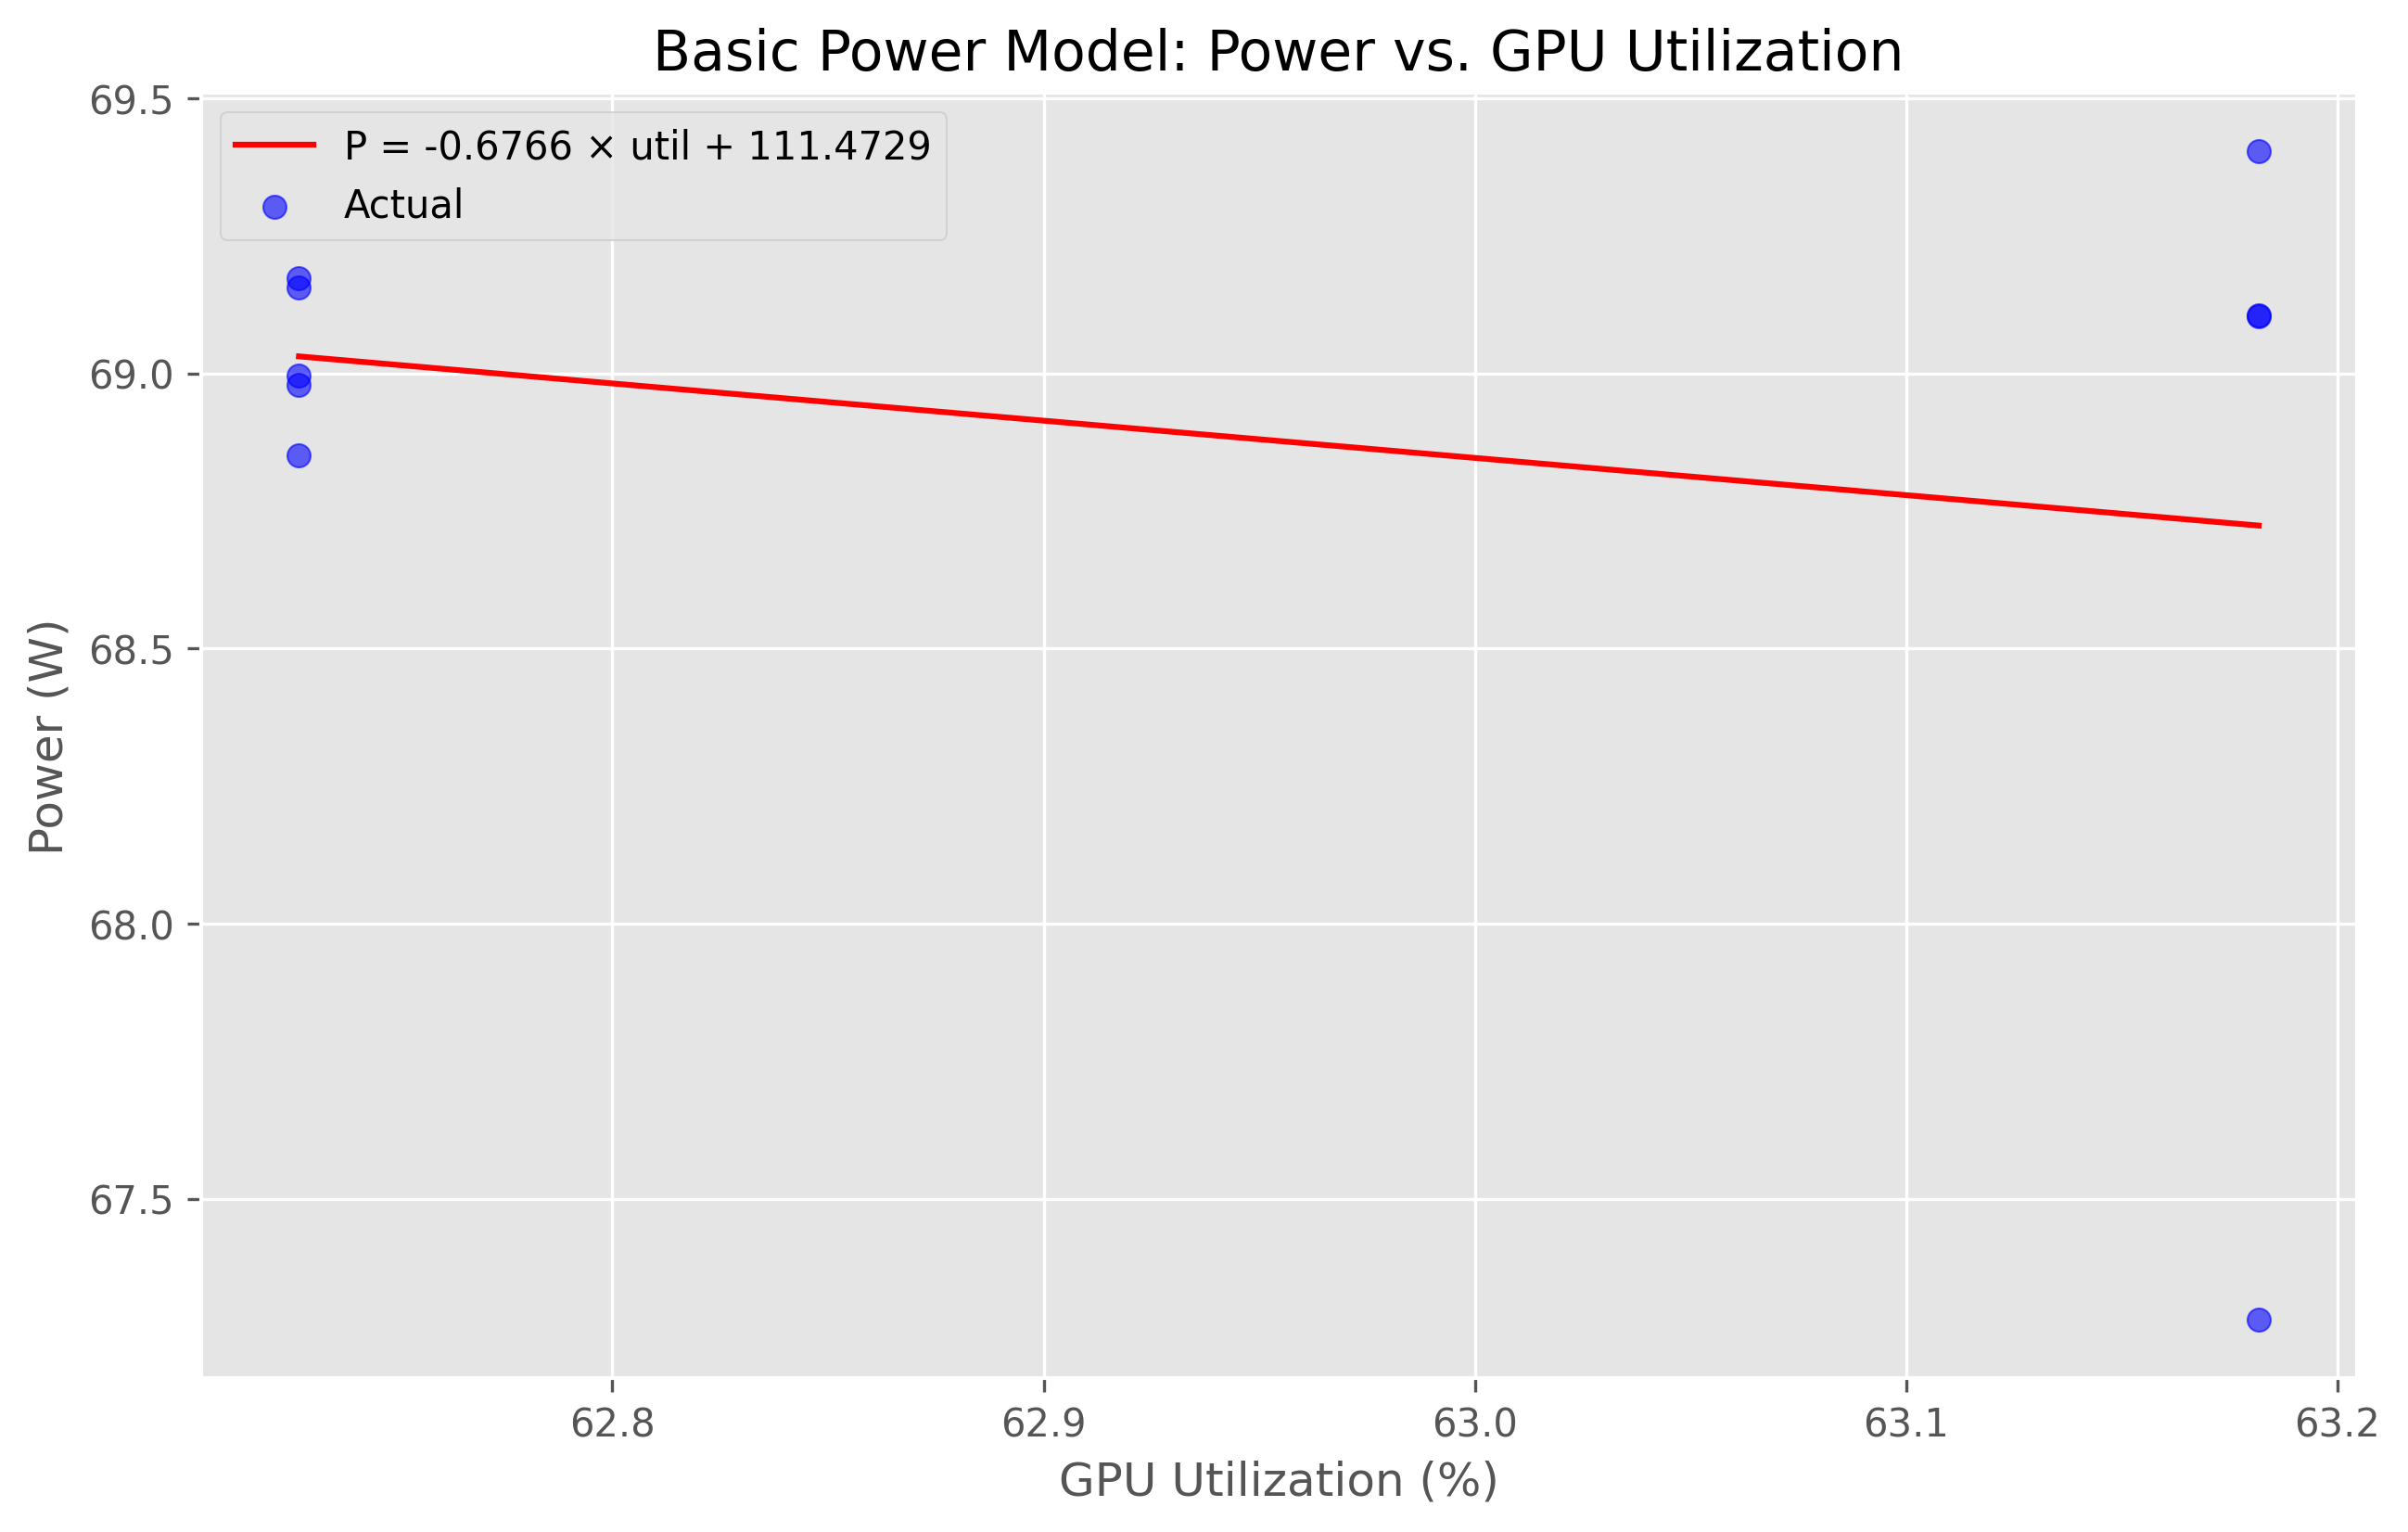 Basic Power Model: Power vs. GPU Utilization
69.5
P = -0.6766 × util + 111.4729
Actual
69.0
68.5
68.0
67.5
Power (W)
62.8 62.9 63.0 63.1 63.2
GPU Utilization (%)